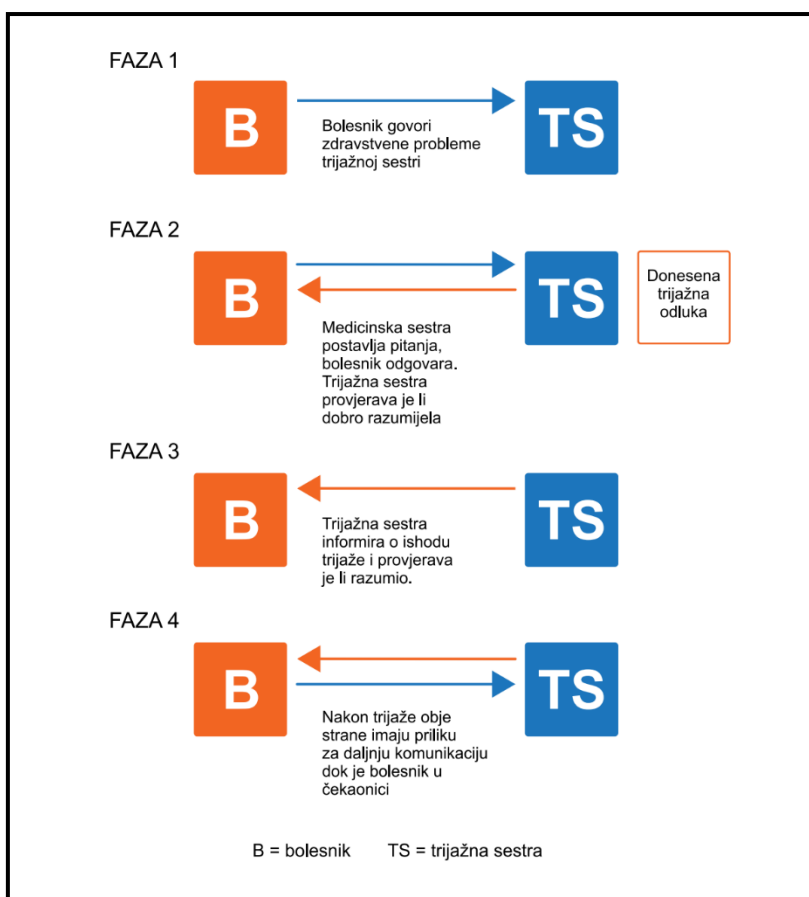 FAZA 1
B
TS
Bolesnik govori
zdravstvene probleme
trijažnoj sestri
FAZA 2
B
TS
Donesena
trijažna
odluka
Medicinska sestra
postavlja pitanja,
bolesnik odgovara.
Trijažna sestra
provjerava je li
dobro razumijela
FAZA 3
B
TS
Trijažna sestra
informira o ishodu
trijaže i provjerava
je li razumio.
FAZA 4
B
TS
Nakon trijaže obje
strane imaju priliku
za daljnju komunikaciju
dok je bolesnik u
čekaonici
B = bolesnik TS = trijažna sestra